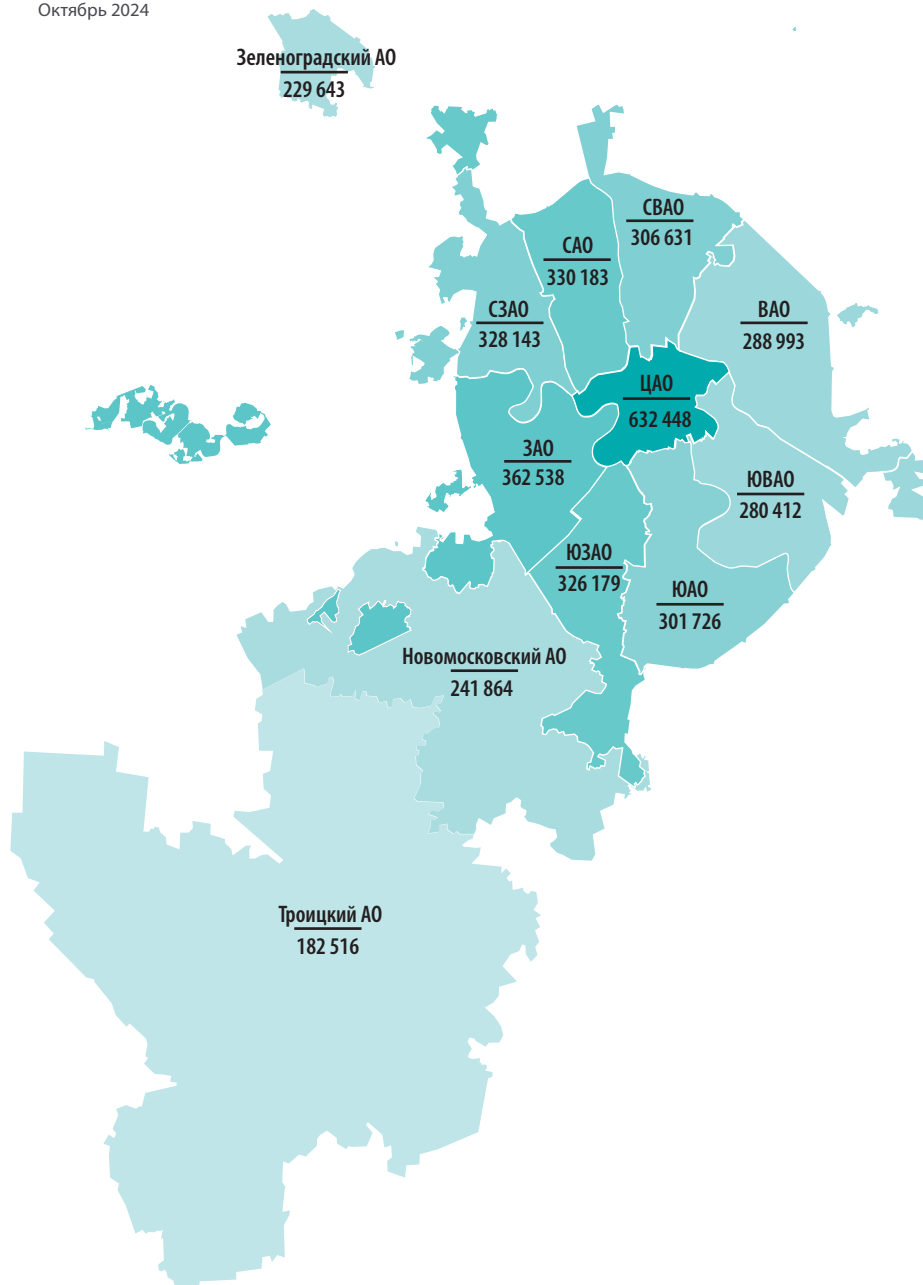 Октябрь 2024
Зеленоградский АО
229 643
СВАО
306 631
САО
330 183
СЗАО
328 143
ВАО
288 993
ЦАО
632 448
ЗАО
362 538
ЮВАО
280 412
ЮЗАО
326 179
ЮАО
301 726
Новомосковский АО
241 864
Троицкий АО
182 516